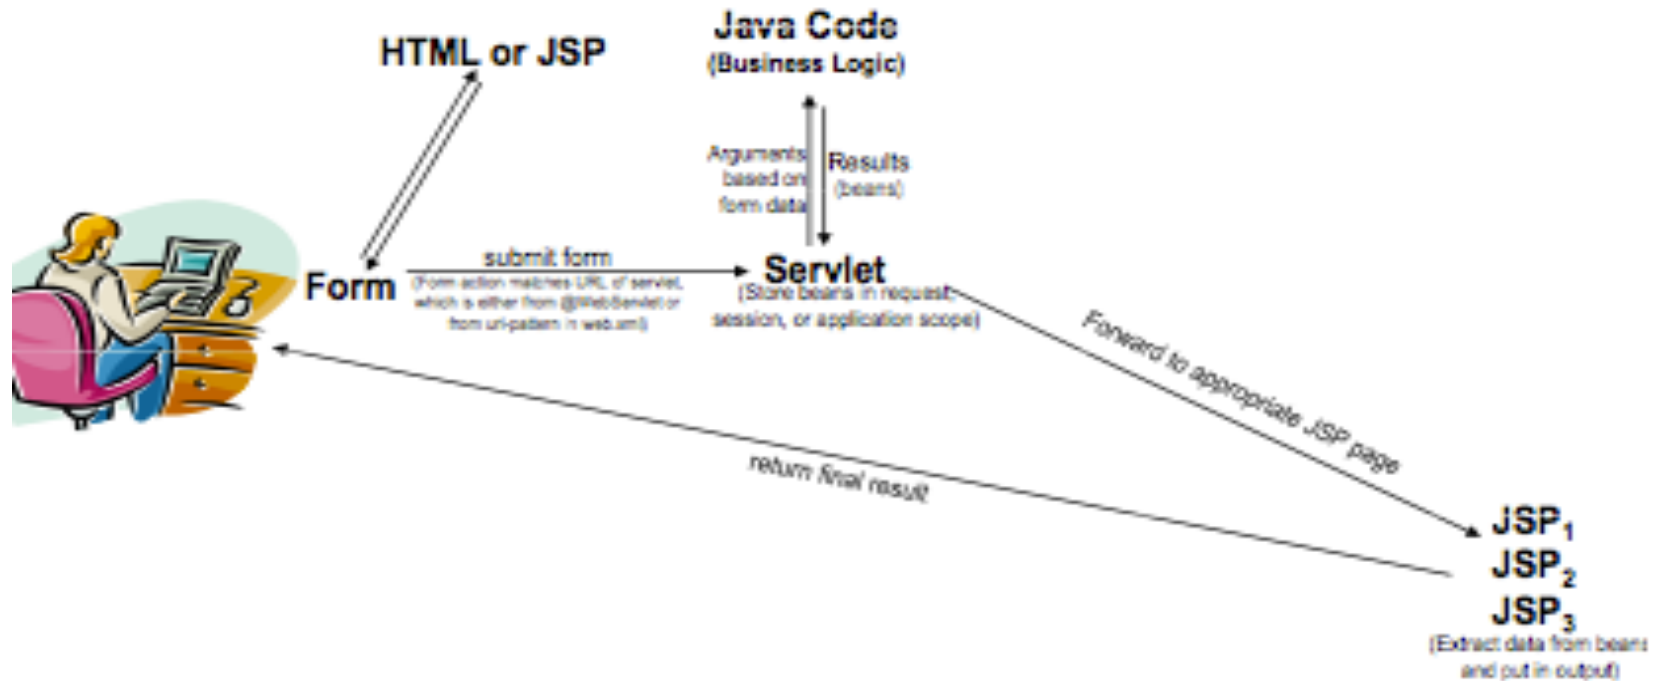 HTML or JSP
Java Code
(Business Logic)
Arguments
based on
form data
Results
(beans)
Form
submit form
(Form action matches URL of servlet,
which is either from @WebServlet or
from url-pattern in web.xml)
Servlet
(Store beans in request,
session, or application scope)
Forward to appropriate JSP page
return final result
JSP₁
JSP₂
JSP₃
(Extract data from beans
and put in output)